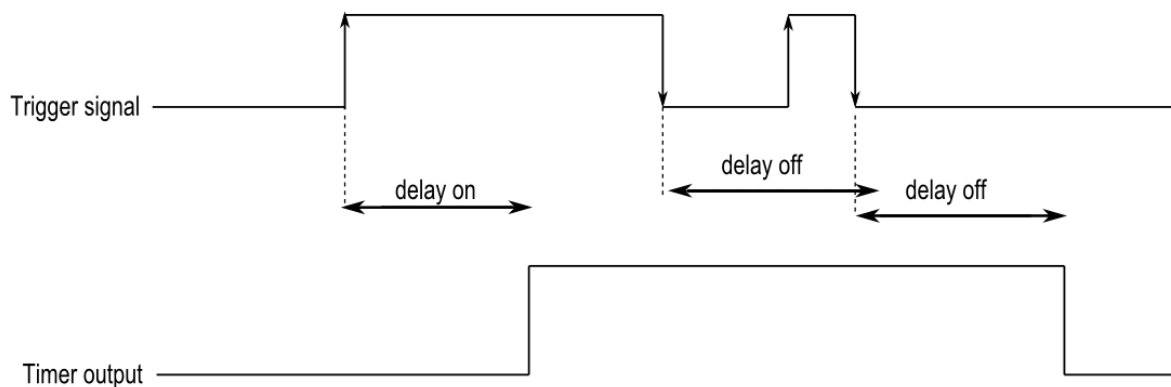 Trigger signal
delay off
delay on
delay off
Timer output